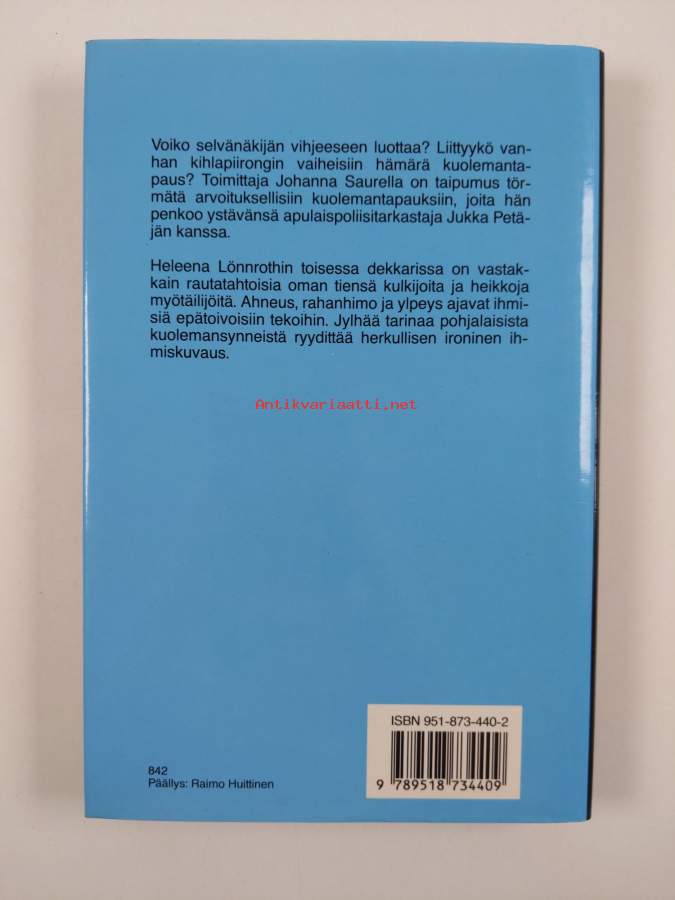 Voiko selvänäkijän vihjeeseen luottaa? Liittyykö van-
han kihlapiirongin vaiheisiin hämärä kuolemanta-
paus? Toimittaja Johanna Saurella on taipumus tör-
mätä arvoituksellisiin kuolemantapauksiin, joita hän
penkoo ystävänsä apulaispoliisitarkastaja Jukka Petä-
jän kanssa.
Heleena Lönnrothin toisessa dekkarissa on vastak-
kain rautatahtoisia oman tiensä kulkijoita ja heikkoja
myötäilijöitä. Ahneus, rahanhimo ja ylpeys ajavat ihmi-
siä epätoivoisiin tekoihin. Jylhää tarinaa pohjalaisista
kuolemansynneistä ryydittää herkullisen ironinen ih-
miskuvaus.
Antikvariaatti.net
ISBN 951-873-440-2
9 789518 734409
842
Päällys: Raimo Huittinen